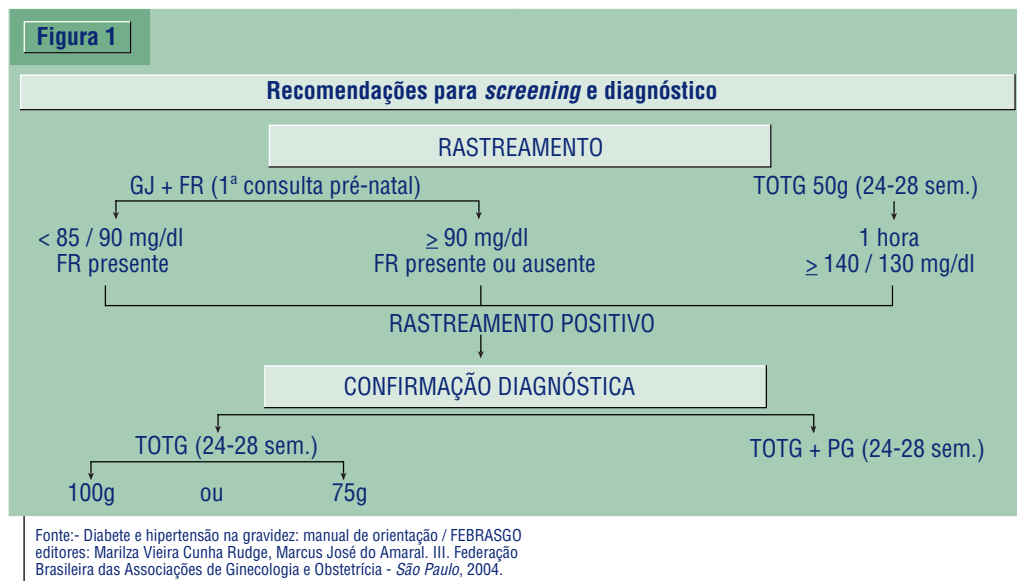 Figura 1
Recomendações para screening e diagnóstico
RASTREAMENTO
GJ + FR (1ª consulta pré-natal)
TOTG 50g (24-28 sem.)
< 85 / 90 mg/dl
FR presente
≥ 90 mg/dl
FR presente ou ausente
1 hora
≥ 140 / 130 mg/dl
RASTREAMENTO POSITIVO
CONFIRMAÇÃO DIAGNÓSTICA
TOTG (24-28 sem.)
TOTG + PG (24-28 sem.)
100g ou 75g
Fonte:- Diabete e hipertensão na gravidez: manual de orientação / FEBRASGO
editores: Marilza Vieira Cunha Rudge, Marcus José do Amaral. III. Federação
Brasileira das Associações de Ginecologia e Obstetrícia - São Paulo, 2004.